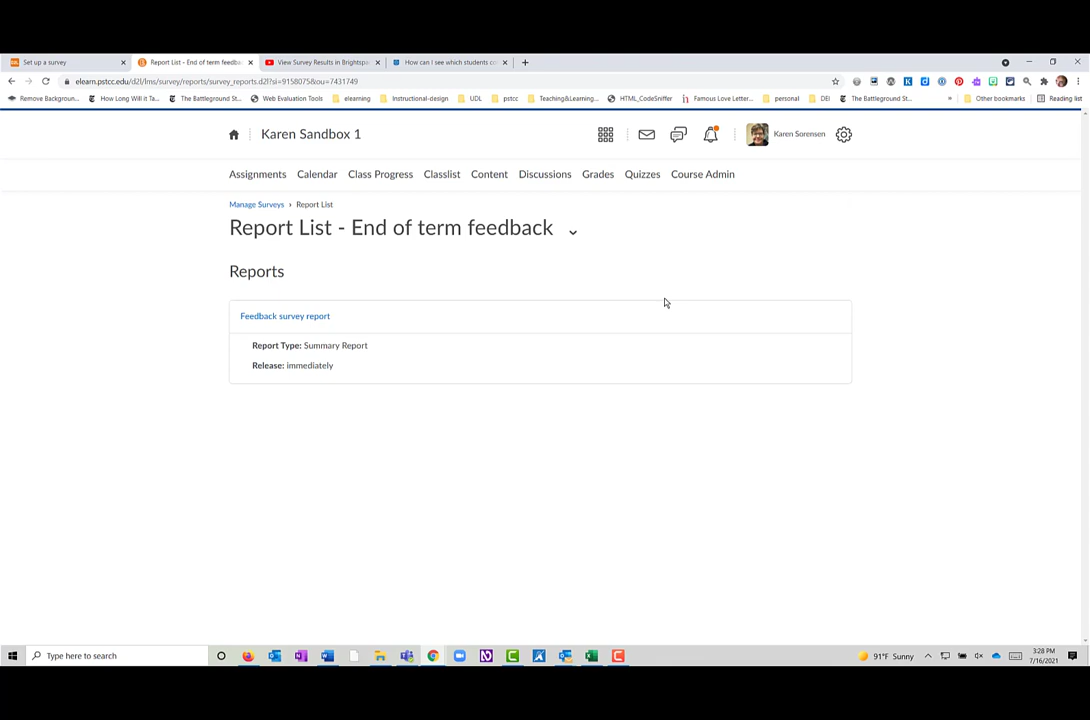 Set up a survey
Report List - End of term feedba
View Survey Results in Brightspa
How can I see which students co
elearn.pstcc.edu/d2l/lms/survey/reports/survey_reports.d2l?si=9158075&ou=7431749
Remove Backgroun...
How Long Will it Ta...
The Battleground St...
Web Evaluation Tools
elearning
Instructional-design
UDL
pstcc
Teaching&Learning...
HTML_CodeSniffer
Famous Love Letter...
personal
DEI
The Battleground St...
Other bookmarks
Reading list
Karen Sandbox 1
Karen Sorensen
Assignments Calendar Class Progress Classlist Content Discussions Grades Quizzes Course Admin
Manage Surveys › Report List
Report List - End of term feedback
Reports
Feedback survey report
Report Type: Summary Report
Release: immediately
Type here to search
91°F Sunny
3:28 PM
7/16/2021